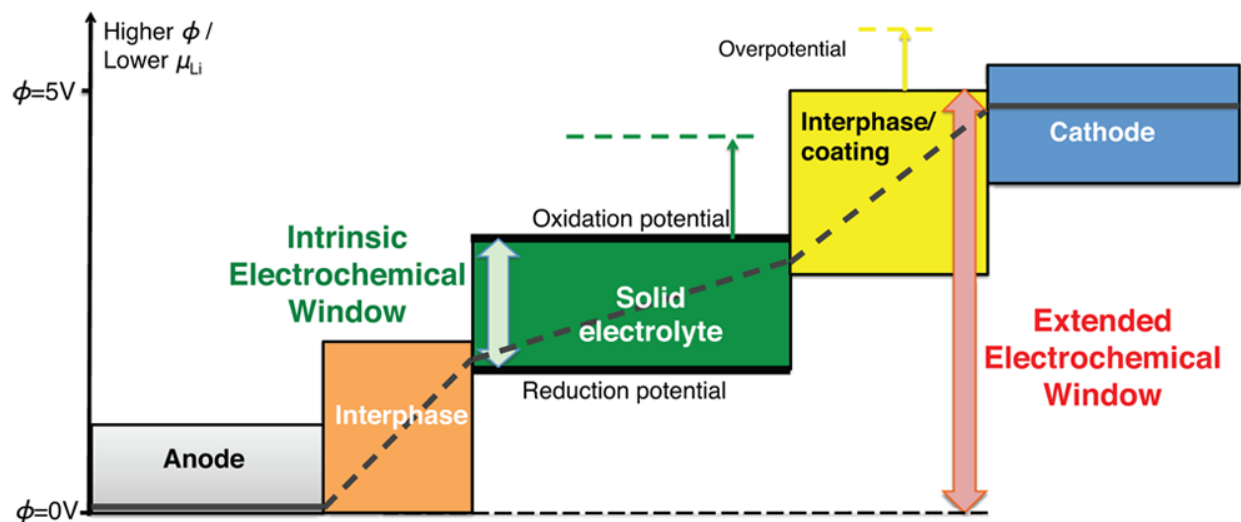 Higher ϕ /
Lower μLi
ϕ=5V
Overpotential
Interphase/
coating
Cathode
Oxidation potential
Intrinsic
Electrochemical
Window
Solid
electrolyte
Extended
Electrochemical
Window
Reduction potential
Interphase
Anode
ϕ=0V